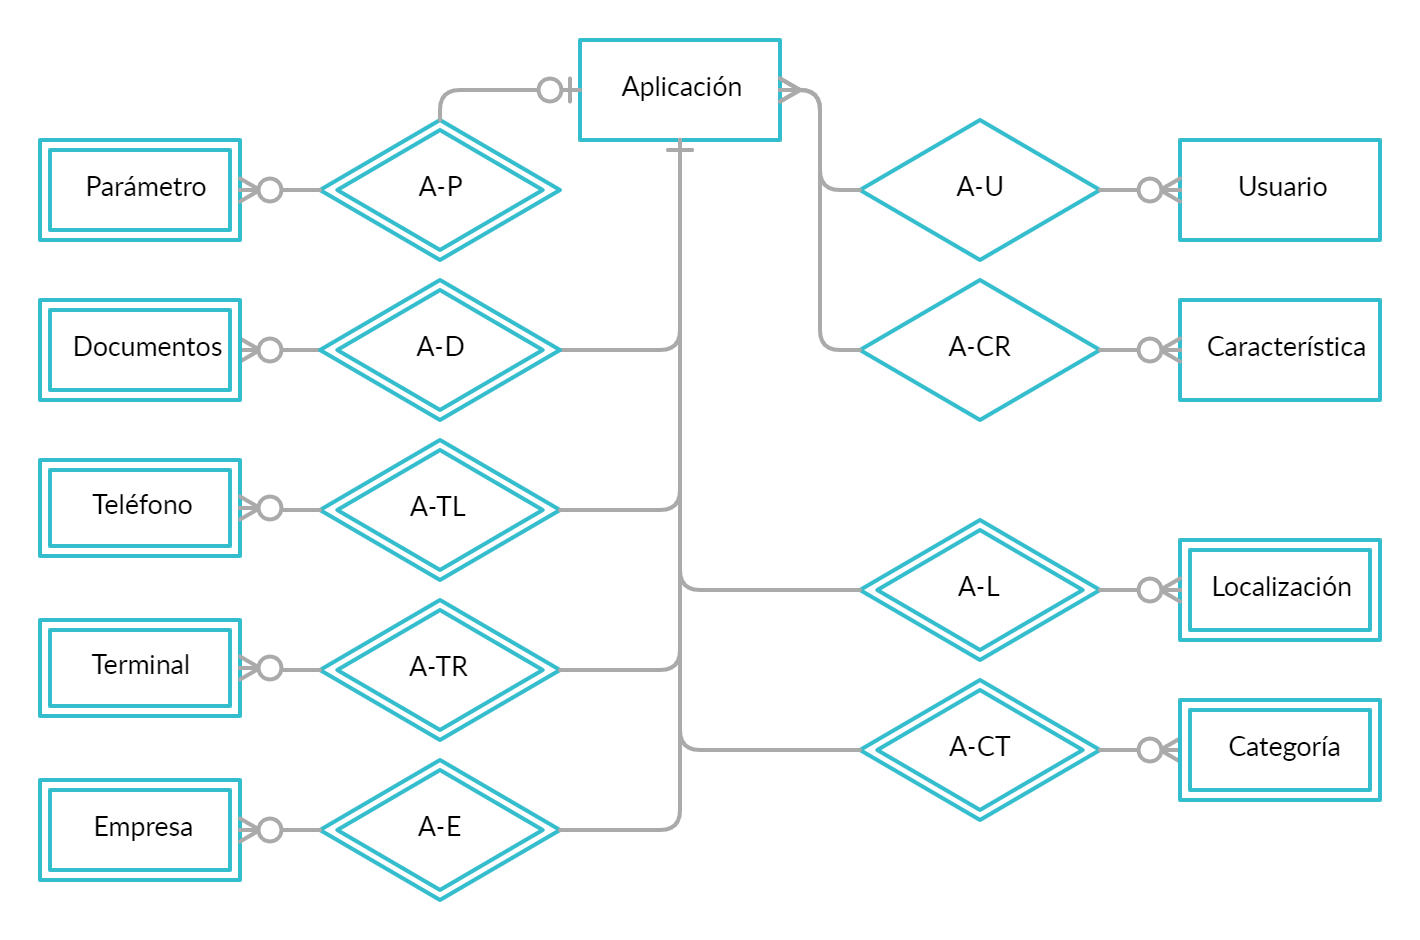 Aplicación
Parámetro
A-P
A-U
Usuario
Documentos
A-D
A-CR
Característica
Teléfono
A-TL
A-L
Localización
Terminal
A-TR
A-CT
Categoría
Empresa
A-E